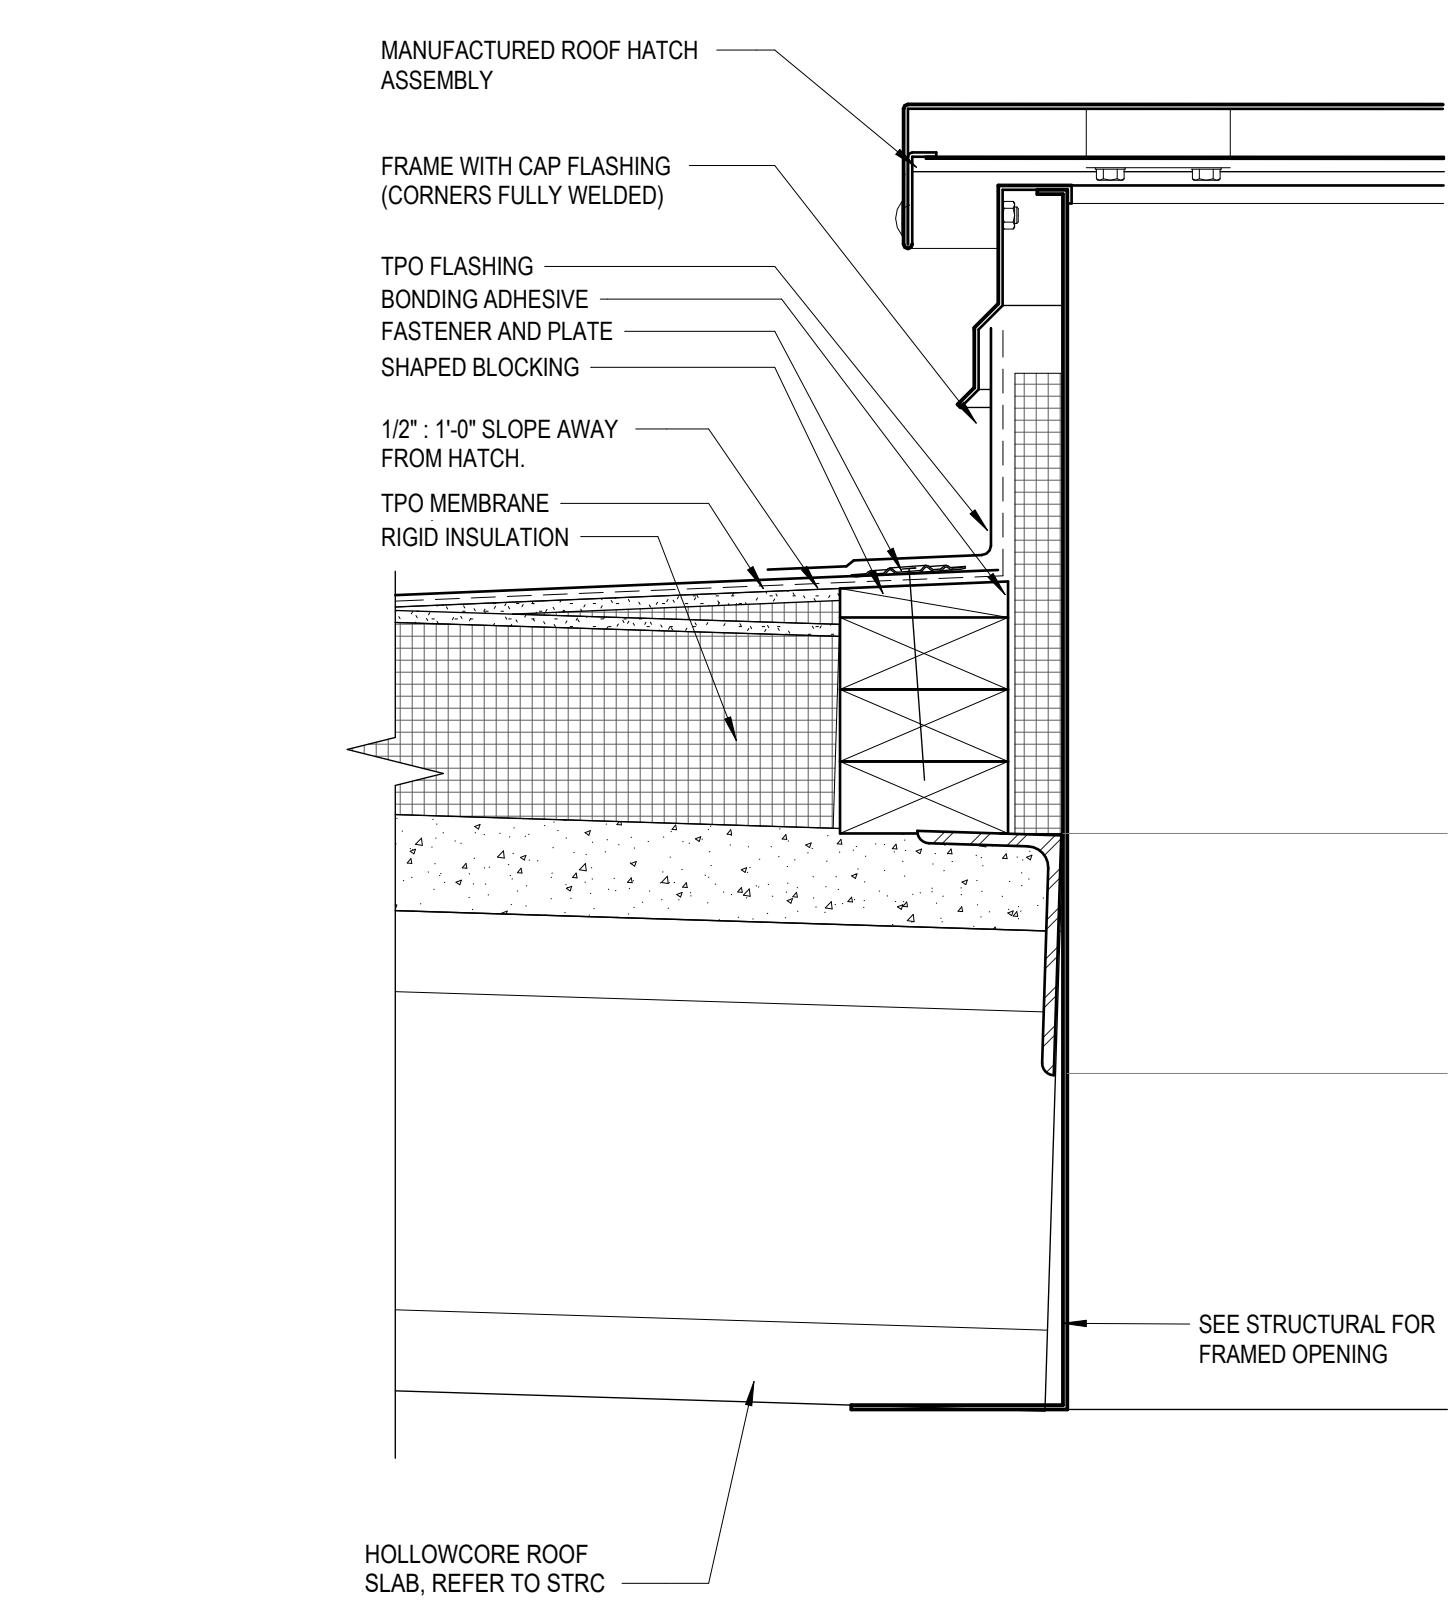 MANUFACTURED ROOF HATCH
ASSEMBLY
FRAME WITH CAP FLASHING
(CORNERS FULLY WELDED)
TPO FLASHING
BONDING ADHESIVE
FASTENER AND PLATE
SHAPED BLOCKING
1/2" : 1'-0" SLOPE AWAY
FROM HATCH.
TPO MEMBRANE
RIGID INSULATION
SEE STRUCTURAL FOR
FRAMED OPENING
HOLLOWCORE ROOF
SLAB, REFER TO STRC